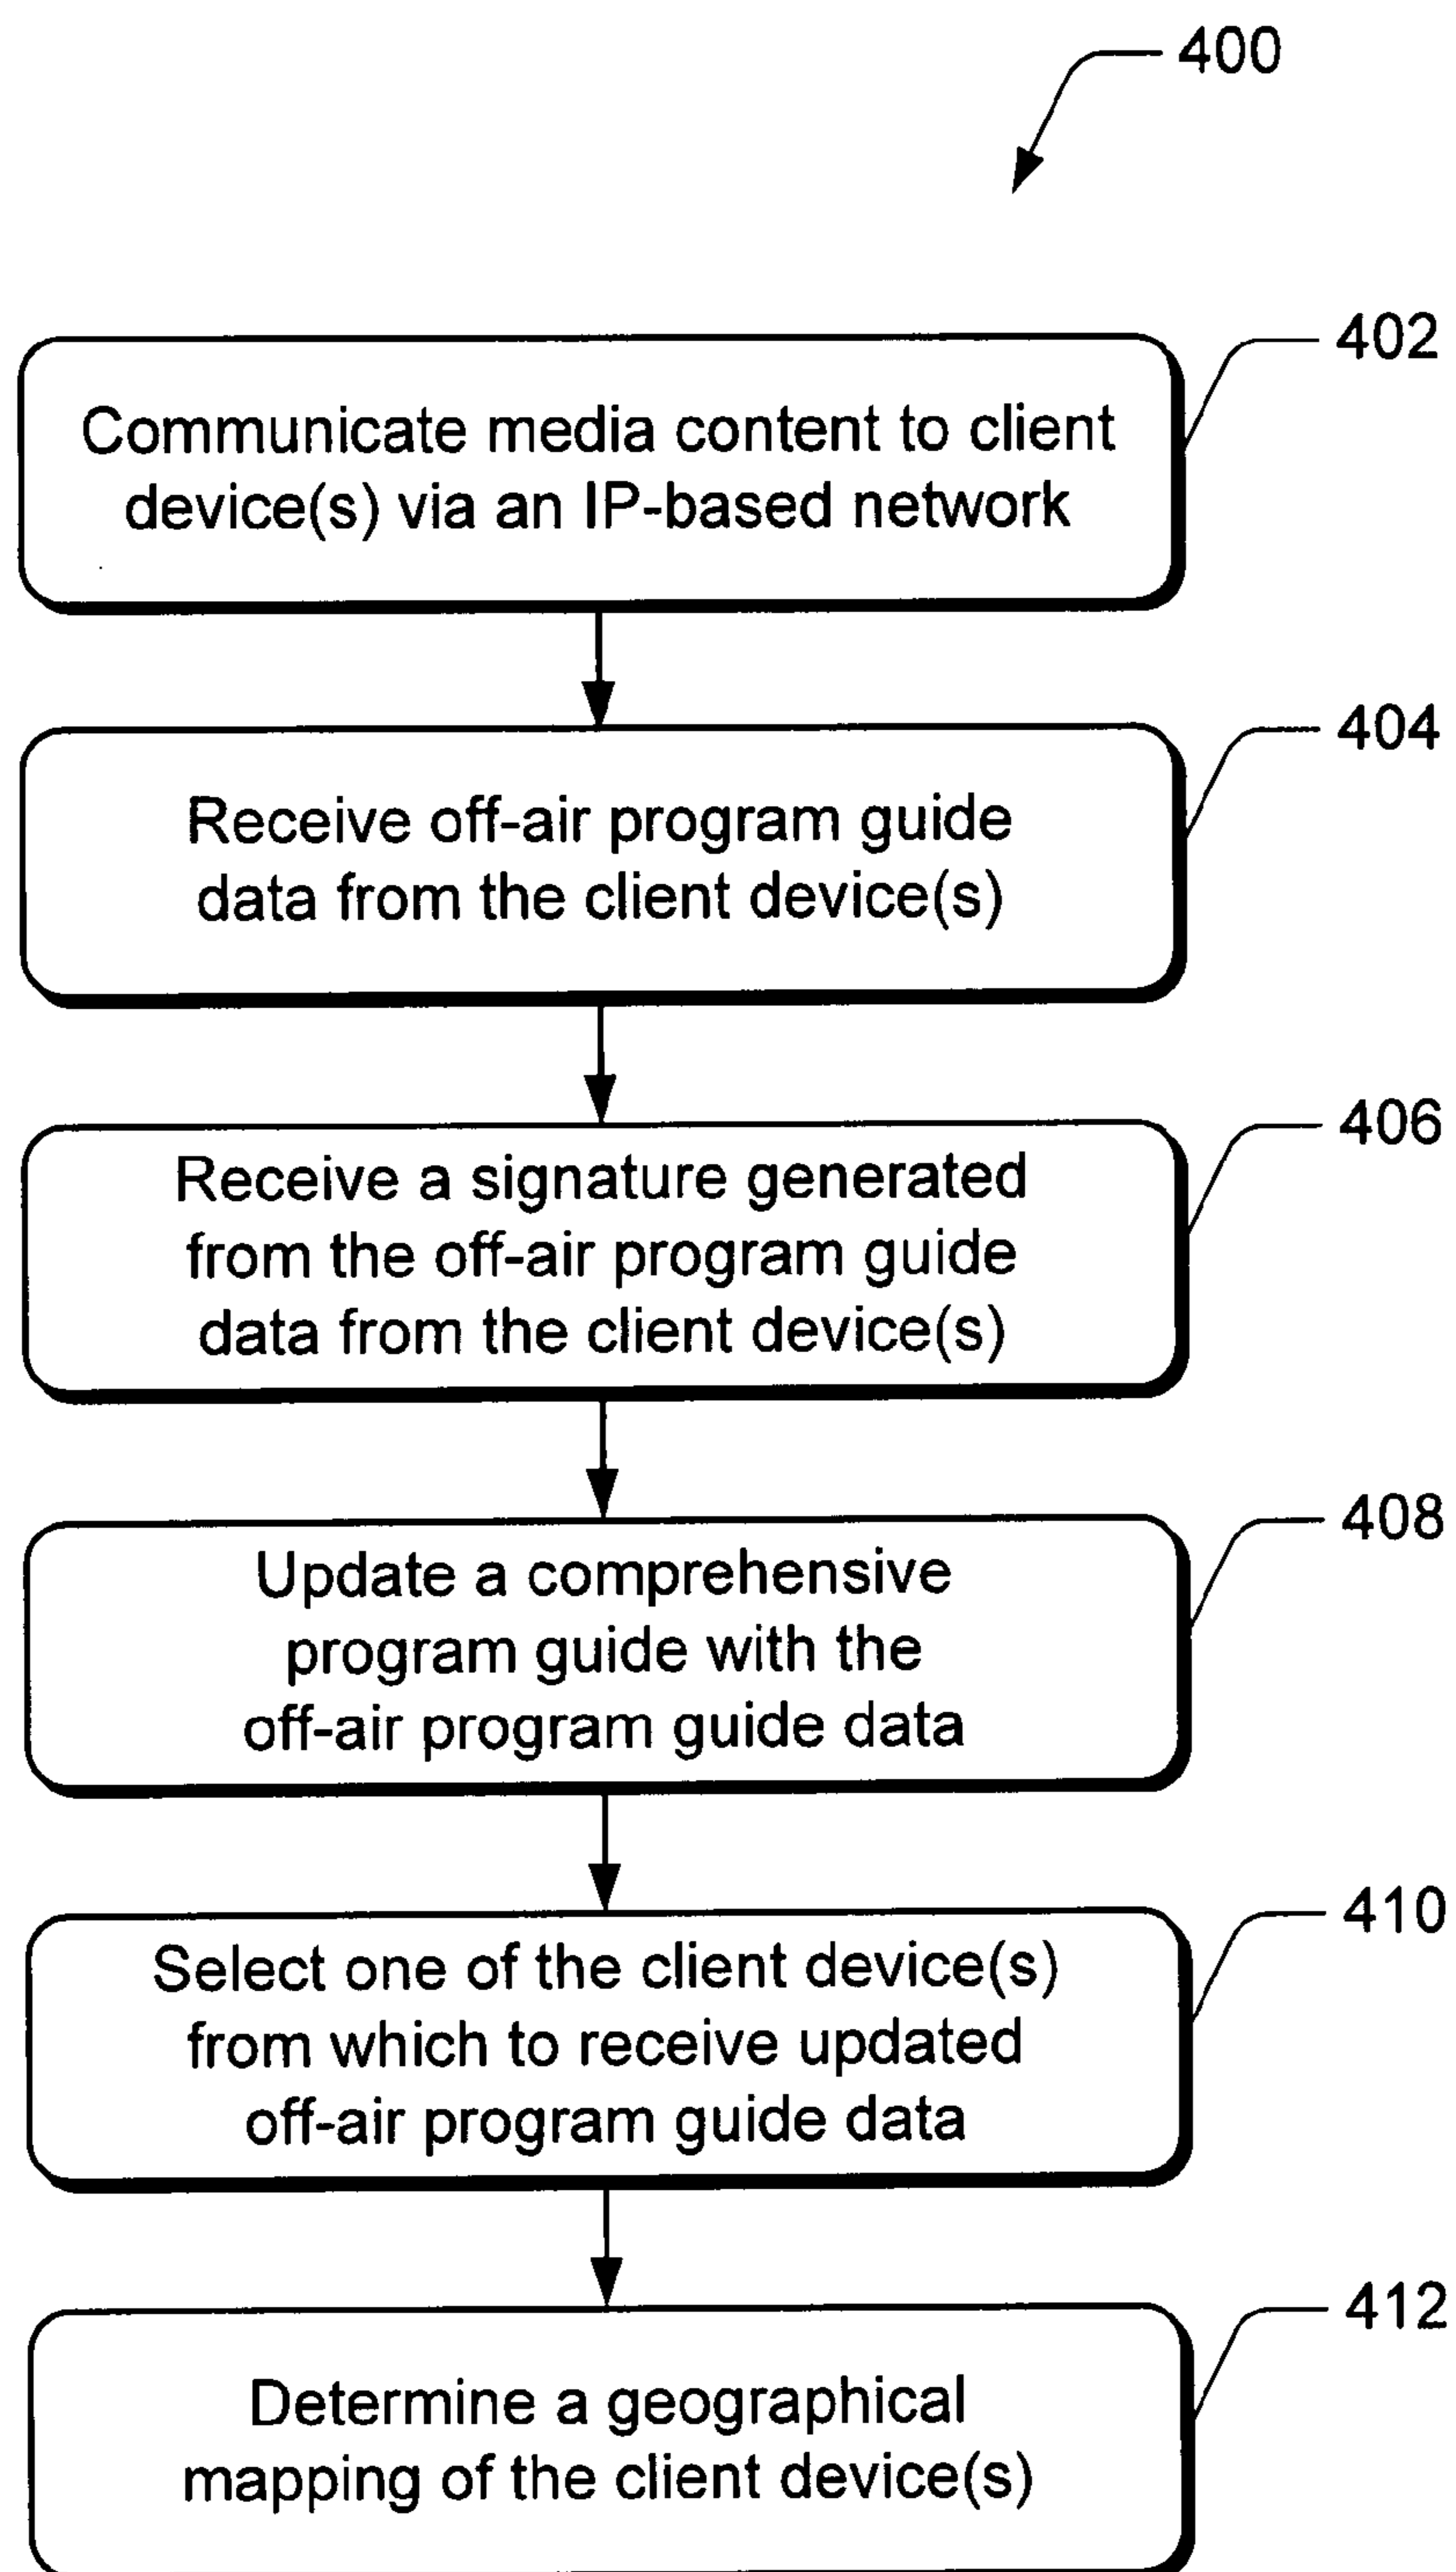 400
402
Communicate media content to client
device(s) via an IP-based network
404
Receive off-air program guide
data from the client device(s)
406
Receive a signature generated
from the off-air program guide
data from the client device(s)
408
Update a comprehensive
program guide with the
off-air program guide data
410
Select one of the client device(s)
from which to receive updated
off-air program guide data
412
Determine a geographical
mapping of the client device(s)